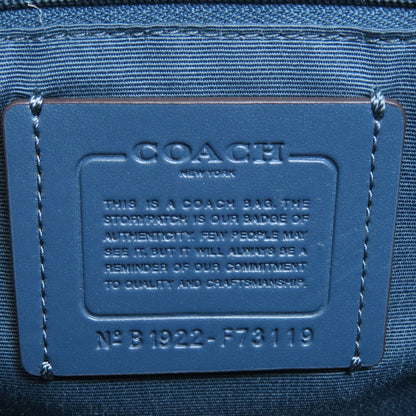 COACH
NEW YORK
THIS IS A COACH BAG. THE
STORYPATCH IS OUR BADGE OF
AUTHENTICITY. FEW PEOPLE MAY
SEE IT. BUT IT WILL ALWAYS BE A
REMINDER OF OUR COMMITMENT
TO QUALITY AND CRAFTSMANSHIP.
Nº B1922-F73119